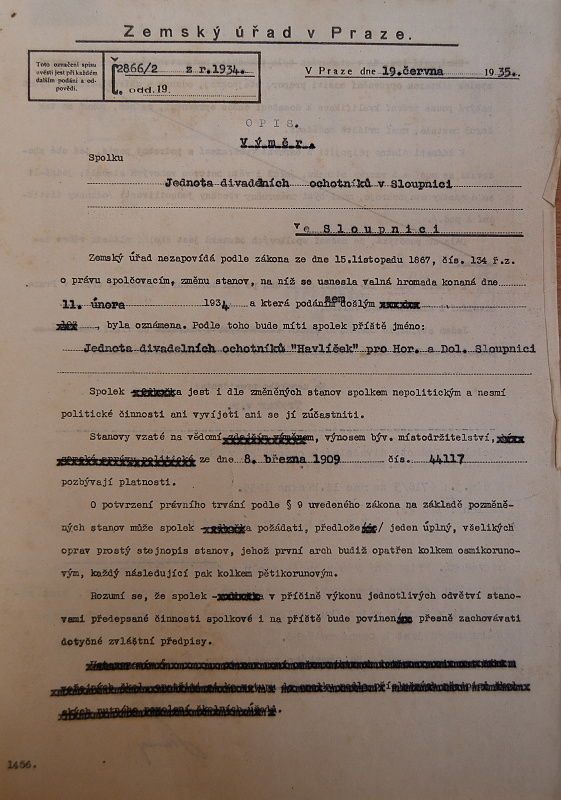 Zemský úřad v Praze.
Toto označení spisu
uvésti jest při každém
dalším podání a od-
povědi.
Č. 2866/2 z r.1934.
odd.19.
V Praze dne 19.června 1935.
OPIS.
Výměr.
Spolku
Jednota divadelních ochotníků v Sloupnici
Ve Sloupnici
Zemský úřad nezapovídá podle zákona ze dne 15.listopadu 1867, čís. 134 ř.z.
o právu spolčovacím, změnu stanov, na níž se usnesla valná hromada konaná dne
11. února 1934 a která podáním sem došlým
, byla oznámena. Podle toho bude míti spolek příště jméno:
Jednota divadelních ochotníků "Havlíček" pro Hor. a Dol. Sloupnici
Spolek jest i dle změněných stanov spolkem nepolitickým a nesmí
politické činnosti ani vyvíjeti ani se jí zúčastniti.
Stanovy vzaté na vědomí , výnosem býv. místodržitelství,
ze dne 8. března 1909 čís. 44117
pozbývají platnosti.
O potvrzení právního trvání podle § 9 uvedeného zákona na základě pozměně-
ných stanov může spolek požádati, předlože / jeden úplný, všelikých
oprav prostý stejnopis stanov, jehož první arch budiž opatřen kolkem osmikoruno-
vým, každý následující pak kolkem pětikorunovým.
Rozumí se, že spolek - v příčině výkonu jednotlivých odvětví stano-
vami předepsané činnosti spolkové i na příště bude povinen přesně zachovávati
dotyčné zvláštní předpisy.
1466.